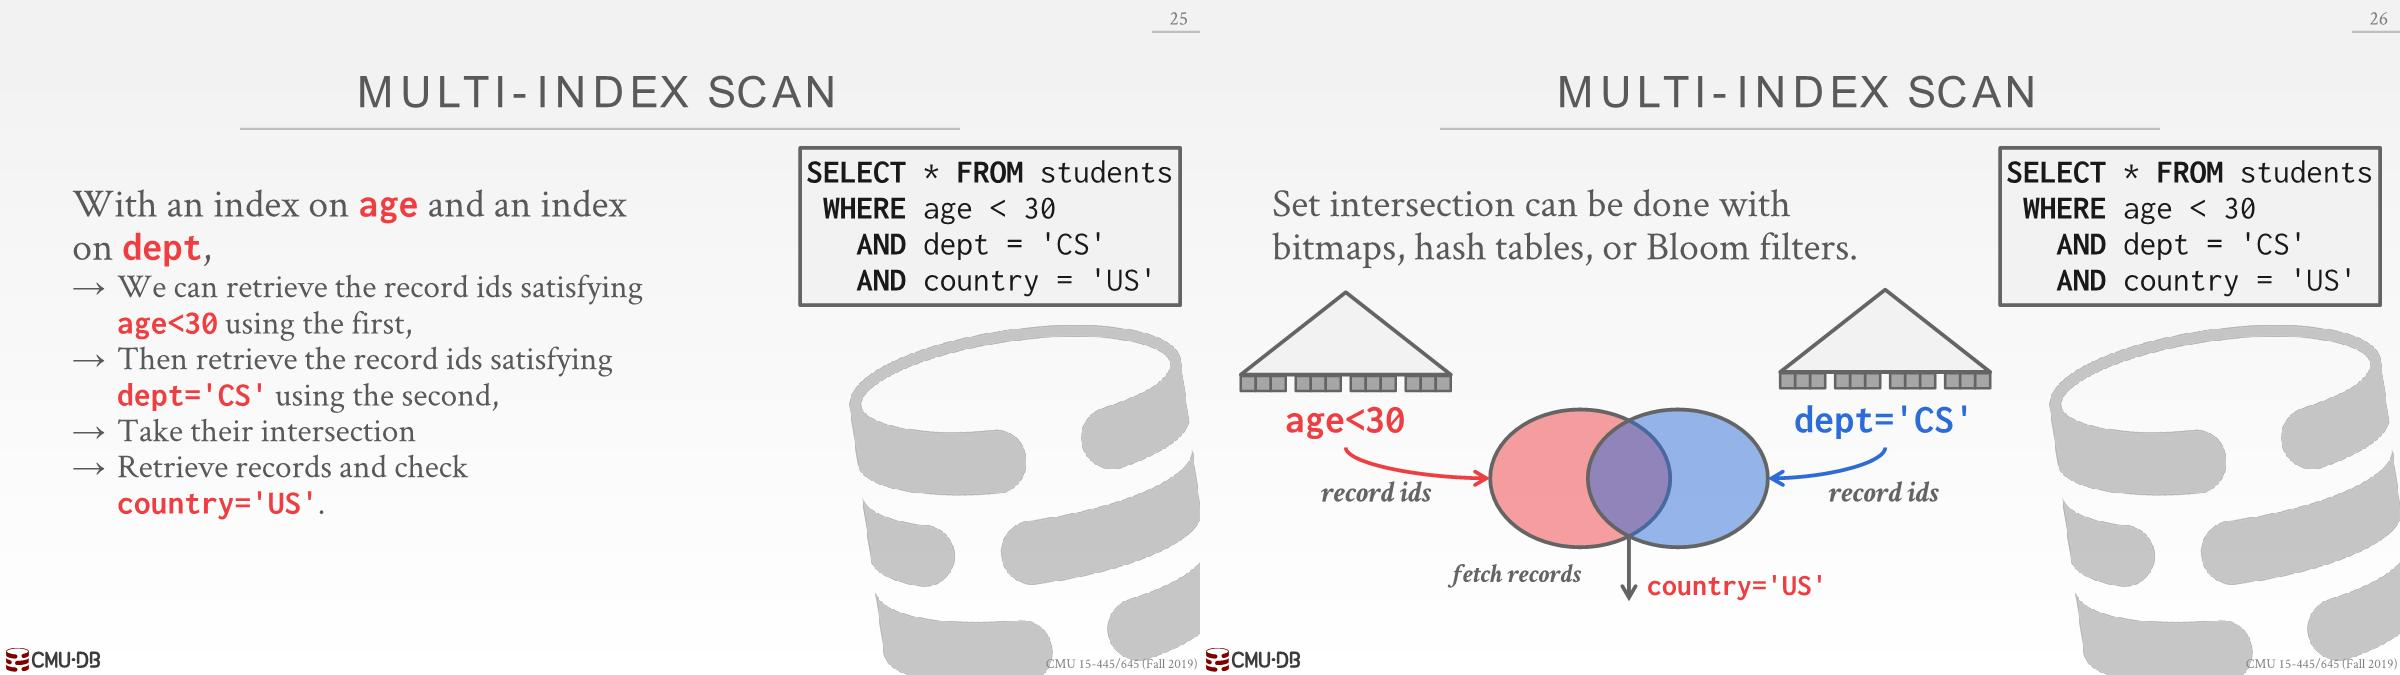 25
MULTI-INDEX SCAN
SELECT * FROM students
WHERE age < 30
AND dept = 'CS'
AND country = 'US'
With an index on age and an index
on dept,
→ We can retrieve the record ids satisfying
age<30 using the first,
→ Then retrieve the record ids satisfying
dept='CS' using the second,
→ Take their intersection
→ Retrieve records and check
country='US'.
CMU·DB
CMU 15-445/645 (Fall 2019)
26
MULTI-INDEX SCAN
SELECT * FROM students
WHERE age < 30
AND dept = 'CS'
AND country = 'US'
Set intersection can be done with
bitmaps, hash tables, or Bloom filters.
age<30
dept='CS'
record ids
record ids
fetch records
country='US'
CMU·DB
CMU 15-445/645 (Fall 2019)